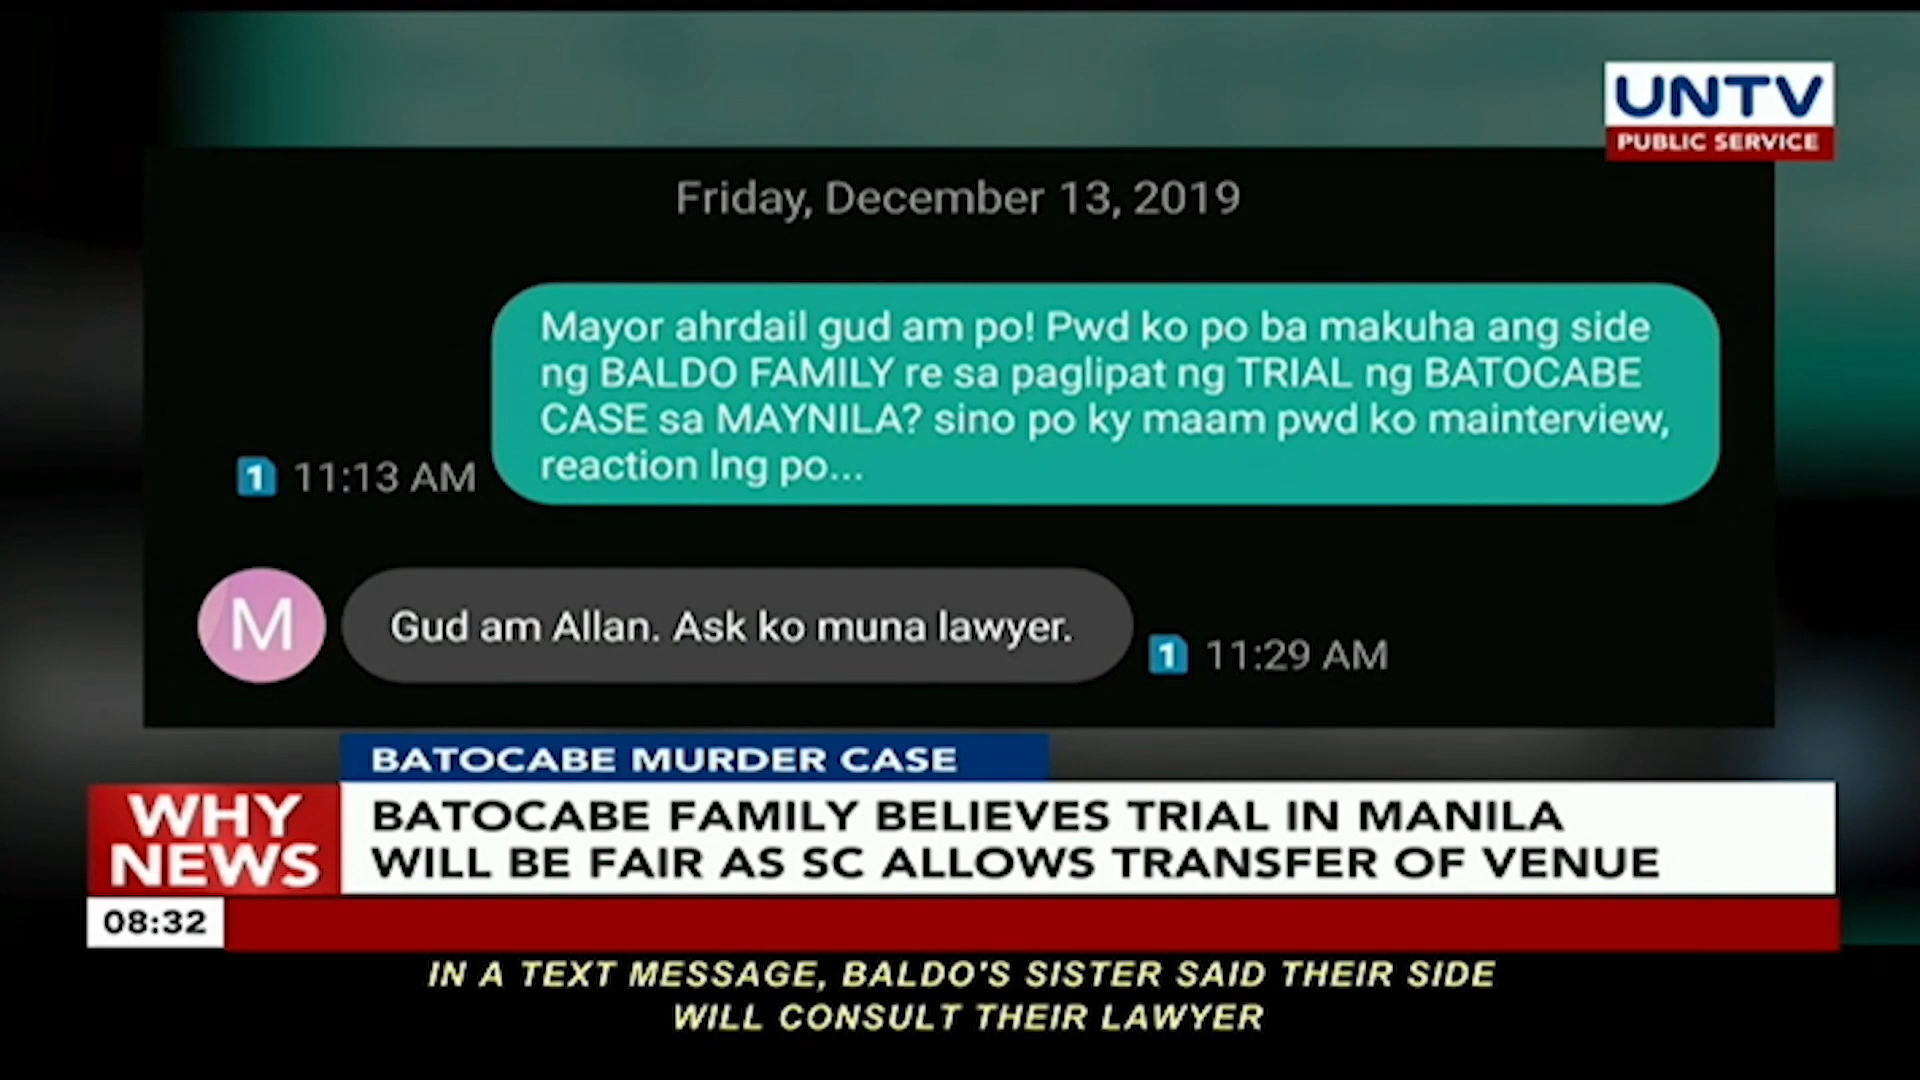 UNTV
PUBLIC SERVICE
Friday, December 13, 2019
Mayor ahrdail gud am po! Pwd ko po ba makuha ang side
ng BALDO FAMILY re sa paglipat ng TRIAL ng BATOCABE
CASE sa MAYNILA? sino po ky maam pwd ko mainterview,
reaction lng po...
1 11:13 AM
M
Gud am Allan. Ask ko muna lawyer.
1 11:29 AM
BATOCABE MURDER CASE
WHY
NEWS
BATOCABE FAMILY BELIEVES TRIAL IN MANILA
WILL BE FAIR AS SC ALLOWS TRANSFER OF VENUE
08:32
IN A TEXT MESSAGE, BALDO'S SISTER SAID THEIR SIDE
WILL CONSULT THEIR LAWYER